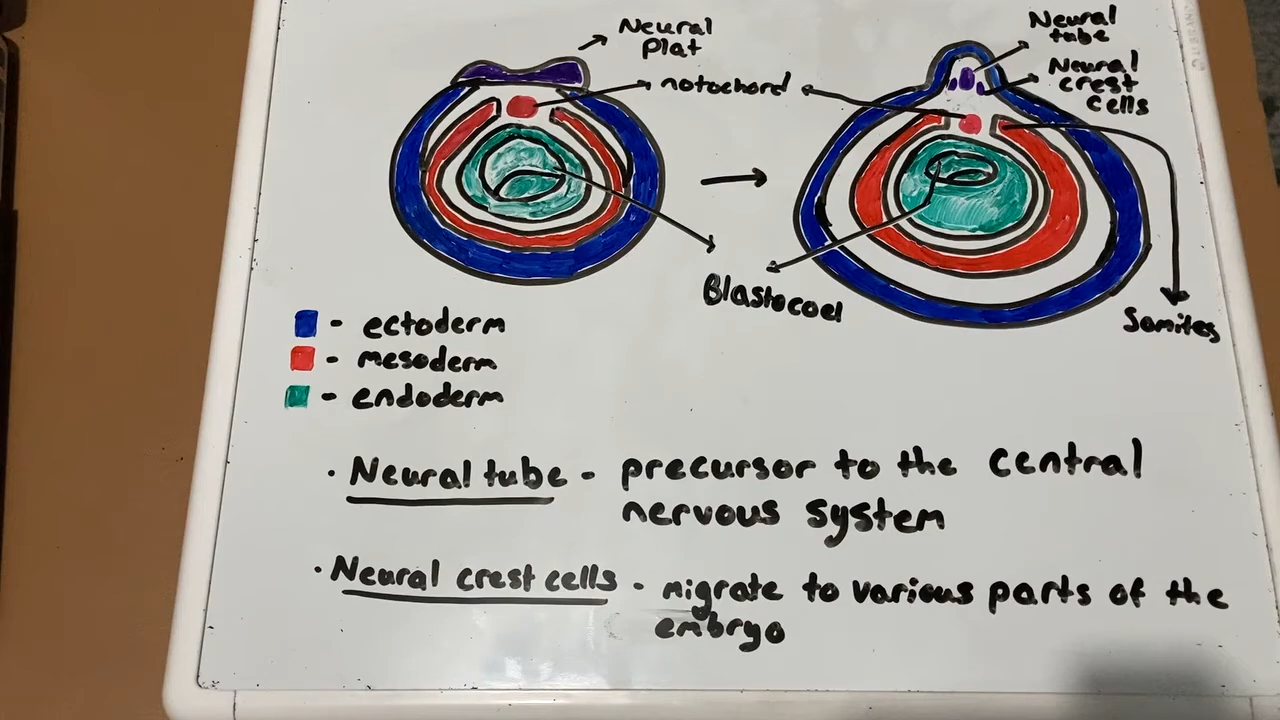 Neural
Plat
notochord
Neural
tube
Neural
crest
cells
Blastocoel
Somites
- ectoderm
- mesoderm
- endoderm
· Neural tube - precursor to the central
nervous system
· Neural crest cells - migrate to various parts of the
embryo